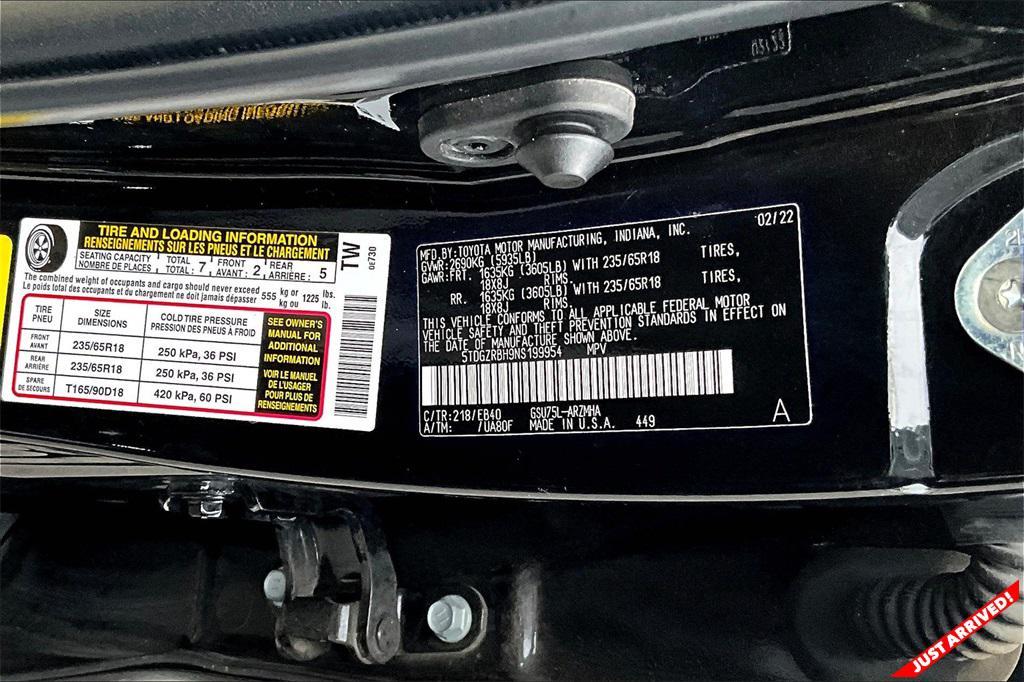 05153
TIRE AND LOADING INFORMATION
RENSEIGNEMENTS SUR LES PNEUS ET LE CHARGEMENT
SEATING CAPACITY
NOMBRE DE PLACES
TOTAL
TOTAL: 7
FRONT
AVANT: 2
REAR
ARRIÈRE: 5
The combined weight of occupants and cargo should never exceed 555 kg or 1225 lbs.
Le poids total des occupants et du chargement ne doit jamais dépasser kg ou lb.
TIRE
PNEU
SIZE
DIMENSIONS
COLD TIRE PRESSURE
PRESSION DES PNEUS À FROID
FRONT
AVANT
235/65R18
250 kPa, 36 PSI
REAR
ARRIÈRE
235/65R18
250 kPa, 36 PSI
SPARE
DE SECOURS
T165/90D18
420 kPa, 60 PSI
SEE OWNER'S
MANUAL FOR
ADDITIONAL
INFORMATION
VOIR LE MANUEL
DE L'USAGER
POUR PLUS DE
RENSEIGNEMENTS
TW
0E730
02/22
MFD.BY:TOYOTA MOTOR MANUFACTURING, INDIANA, INC.
GVWR:2690KG (5935LB)
GAWR:FRT. 1635KG (3605LB) WITH 235/65R18 TIRES,
18X8J RIMS,
RR. 1635KG (3605LB) WITH 235/65R18 TIRES,
18X8J RIMS,
THIS VEHICLE CONFORMS TO ALL APPLICABLE FEDERAL MOTOR
VEHICLE SAFETY AND THEFT PREVENTION STANDARDS IN EFFECT ON
THE DATE OF MANUFACTURE SHOWN ABOVE.
5TDGZRBH9NS199954 MPV
C/TR:218/EB40 GSU75L-ARZMHA
A/TM: /UA80F MADE IN U.S.A. 449
A
JUST ARRIVED!